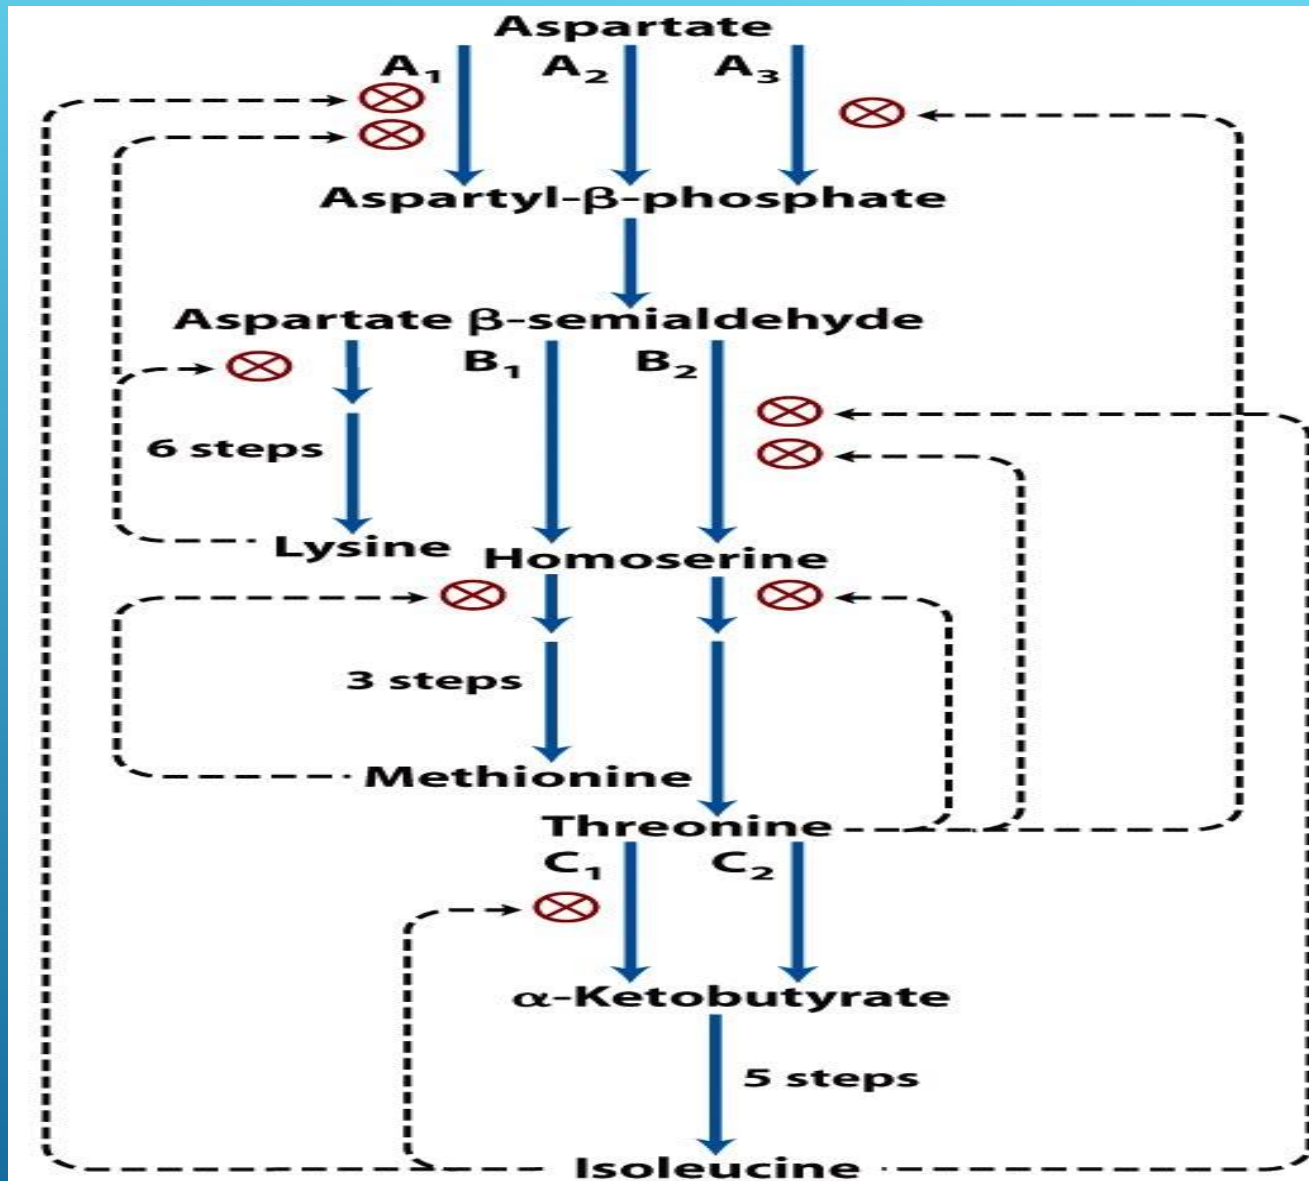 Aspartate
A₁ A₂ A₃
Aspartyl-β-phosphate
Aspartate β-semialdehyde
B₁ B₂
6 steps
Lysine
Homoserine
3 steps
Methionine
Threonine
C₁ C₂
α-Ketobutyrate
5 steps
Isoleucine